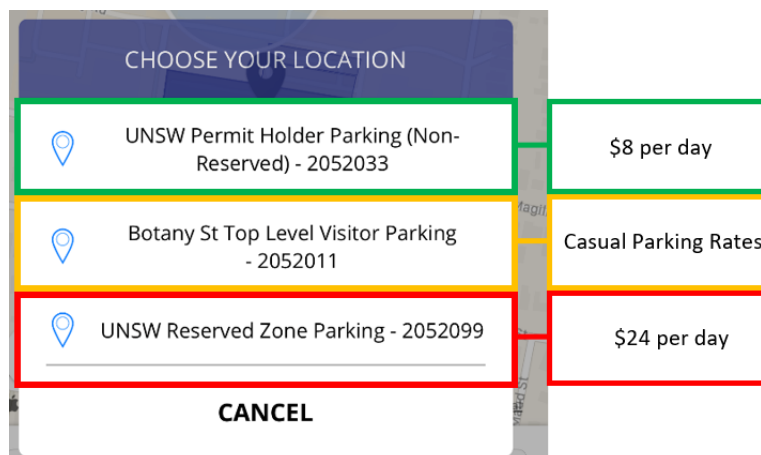 CHOOSE YOUR LOCATION
UNSW Permit Holder Parking (Non-
Reserved) - 2052033
$8 per day
Botany St Top Level Visitor Parking
- 2052011
Casual Parking Rates
UNSW Reserved Zone Parking - 2052099
$24 per day
CANCEL